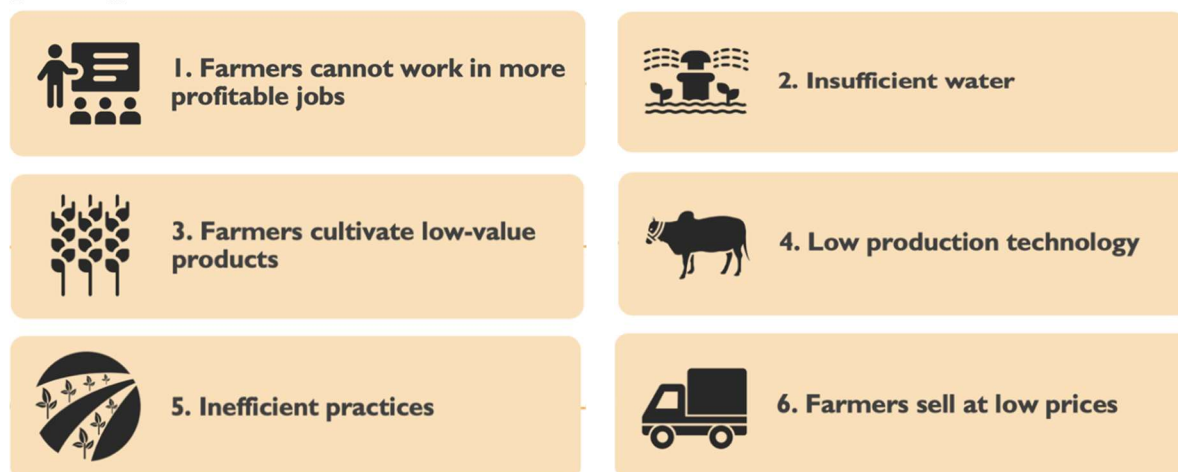 1. Farmers cannot work in more
profitable jobs
2. Insufficient water
3. Farmers cultivate low-value
products
4. Low production technology
5. Inefficient practices
6. Farmers sell at low prices